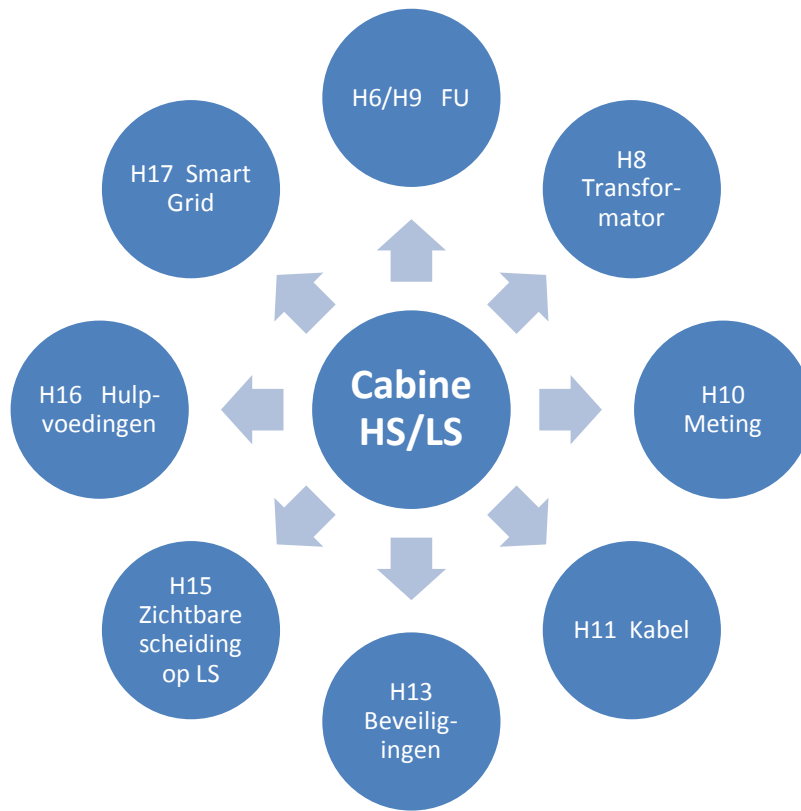 H6/H9 FU
H8
Transfor-
mator
H10
Meting
H11 Kabel
H13
Beveilig-
ingen
H15
Zichtbare
scheiding
op LS
H16 Hulp-
voedingen
H17 Smart
Grid
Cabine
HS/LS